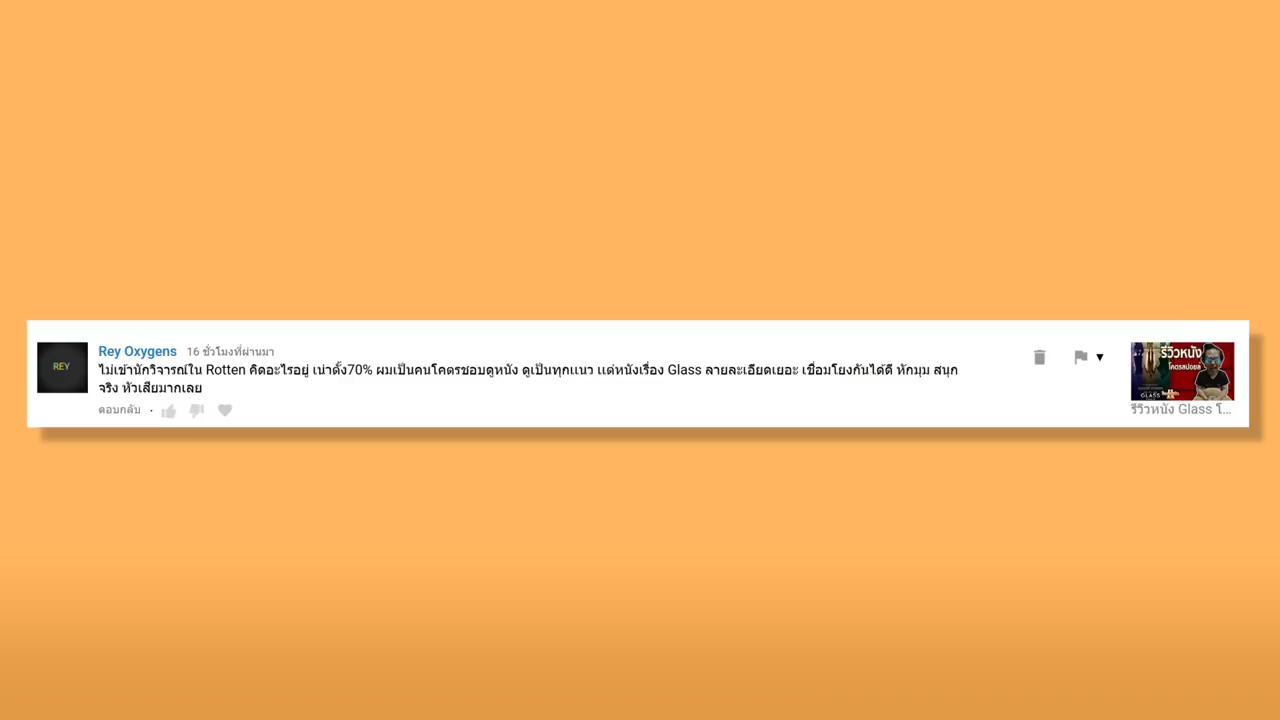 REY
Rey Oxygens 16 ชั่วโมงที่ผ่านมา
ไม่เข้านักวิจารณ์ใน Rotten คิดอะไรอยู่ เน่าตั้ง70% ผมเป็นคนโคตรชอบดูหนัง ดูเป็นทุกแนว แต่หนังเรื่อง Glass ลายละเอียดเยอะ เชื่อมโยงกันได้ดี หักมุม สนุก
จริง หัวเสียมากเลย
ตอบกลับ ·
รีวิวหนัง
โคตรสปอยล์
GLASS
รีวิวหนัง Glass โ...